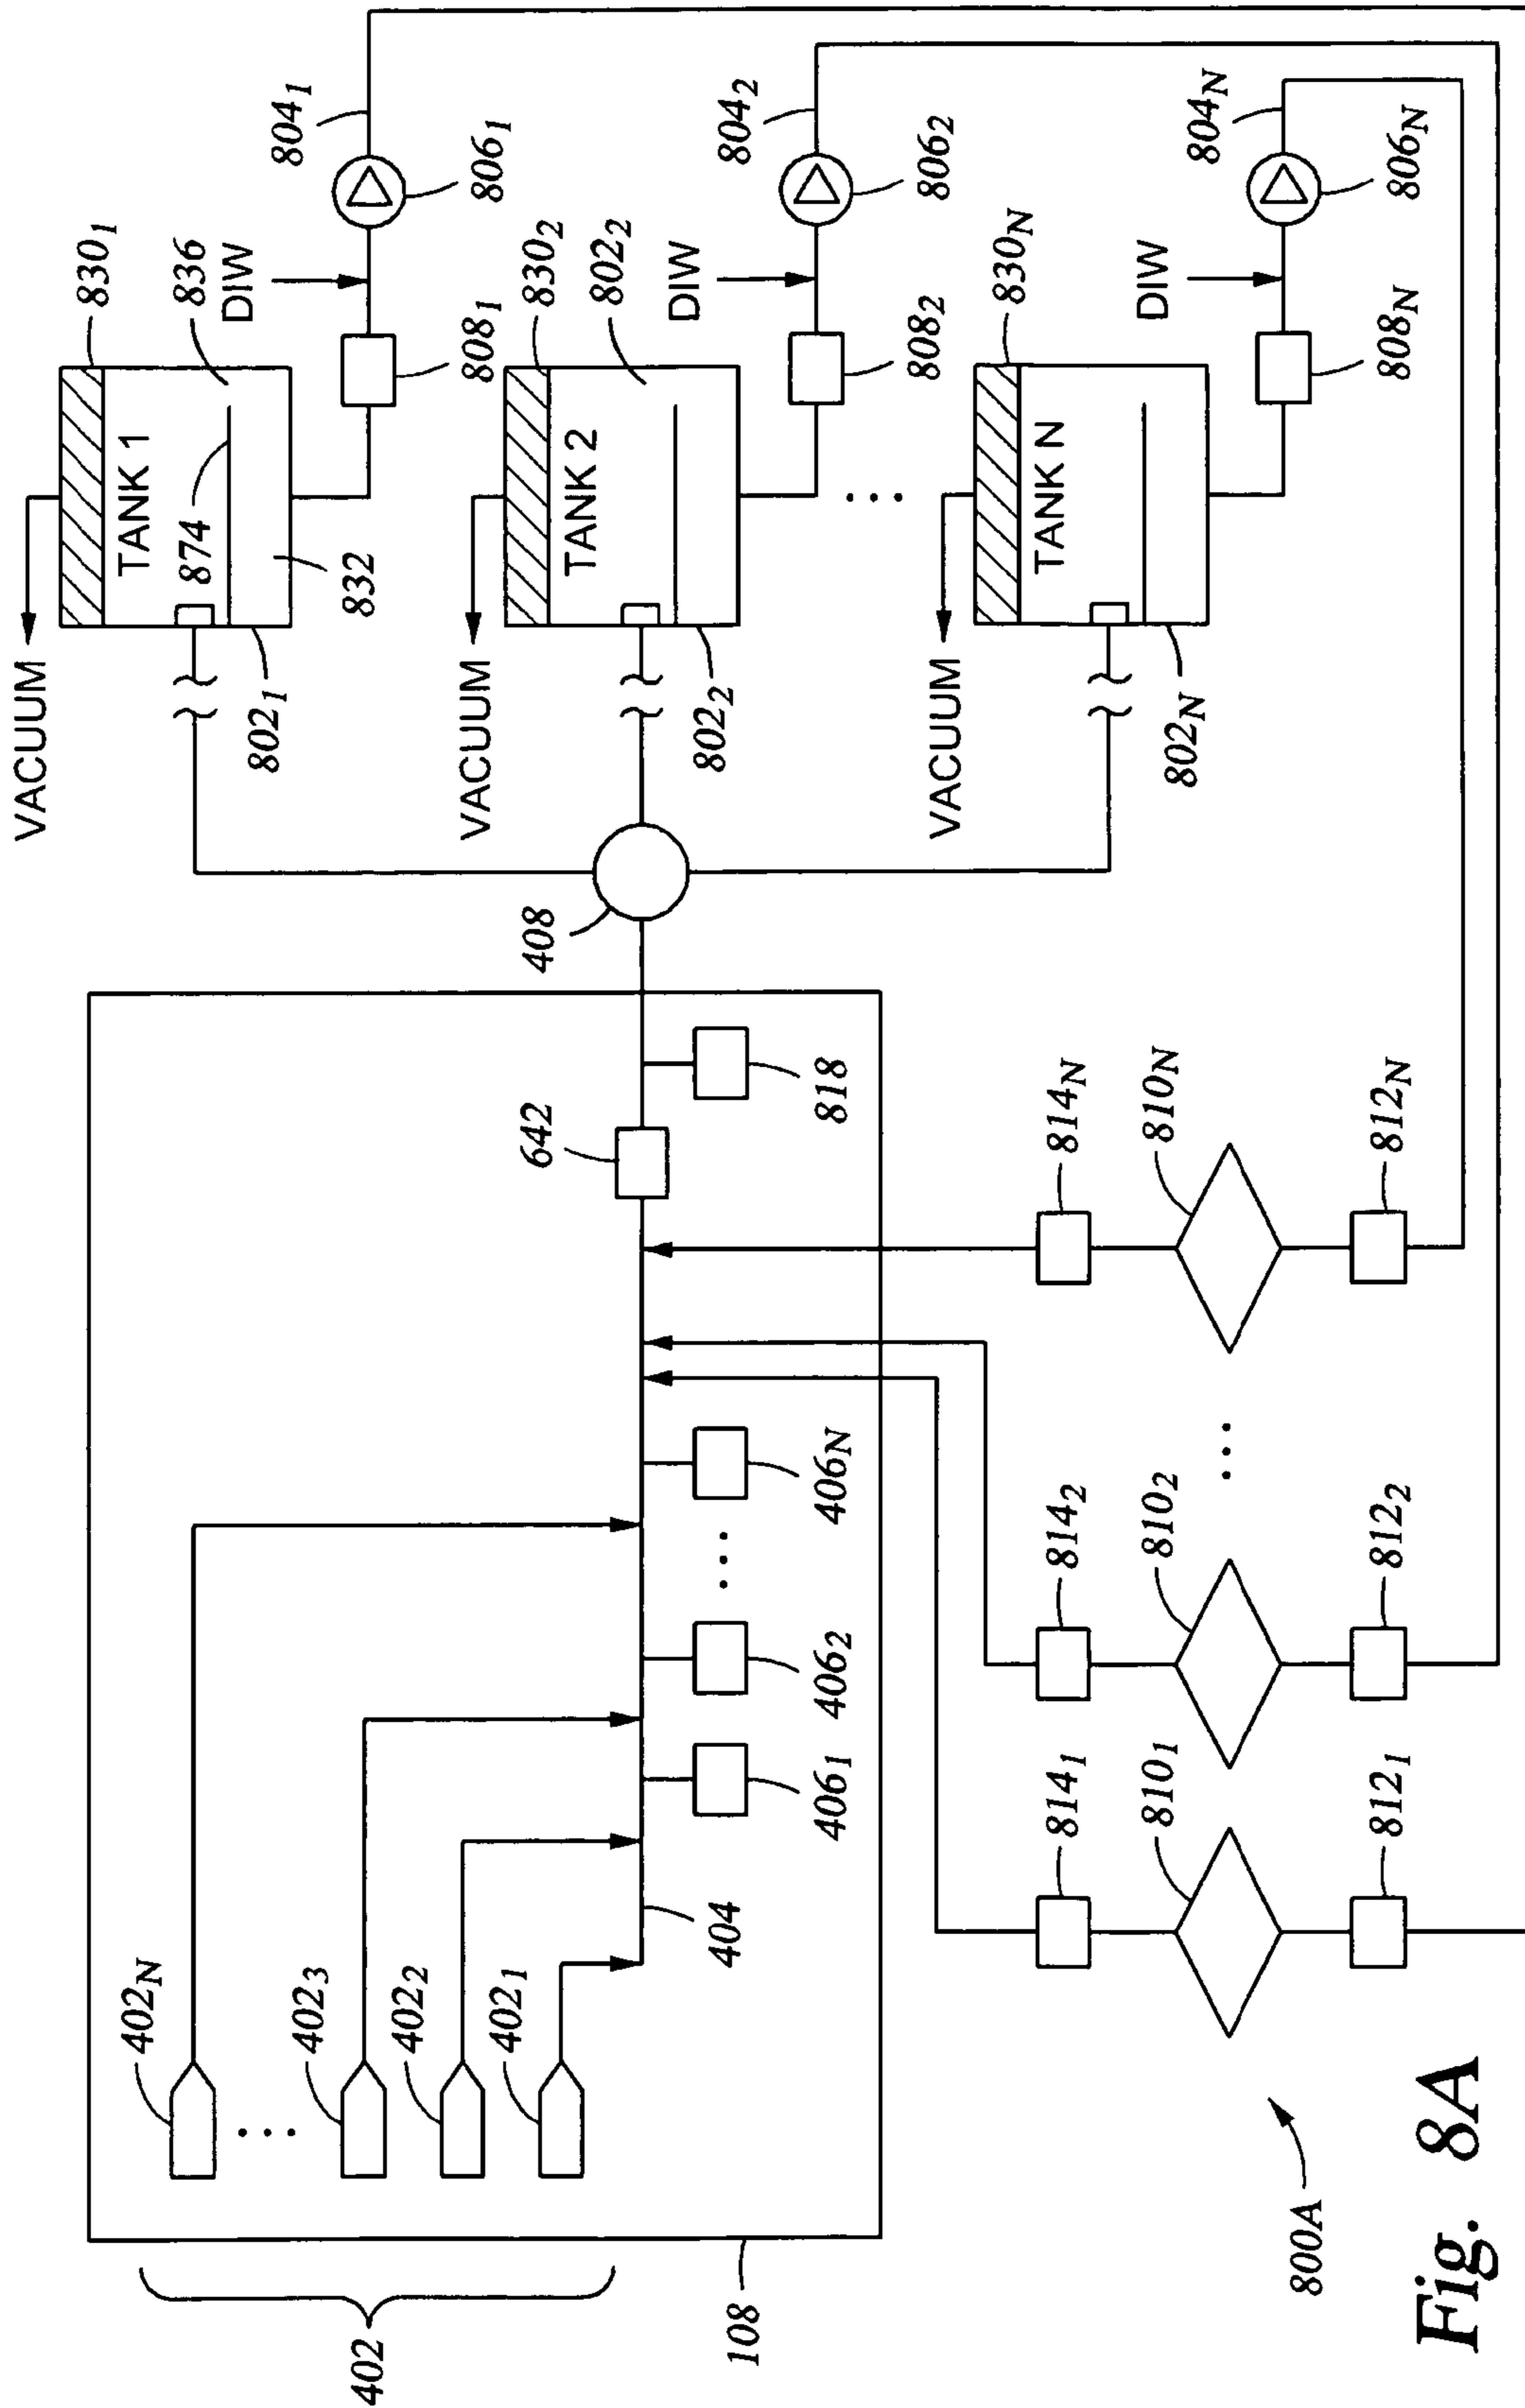 VACUUM
830₁
TANK 1
874
836
832
802₁
DIW
804₁
806₁
808₁
VACUUM
830₂
TANK 2
802₂
802₂
DIW
804₂
806₂
808₂
VACUUM
830N
TANK N
802N
DIW
804N
806N
808N
408
402
402N
402₃
402₂
402₁
404
406₁
406₂
406N
642
818
108
814₁
814₂
814N
810₁
810₂
810N
812₁
812₂
812N
800A
Fig. 8A